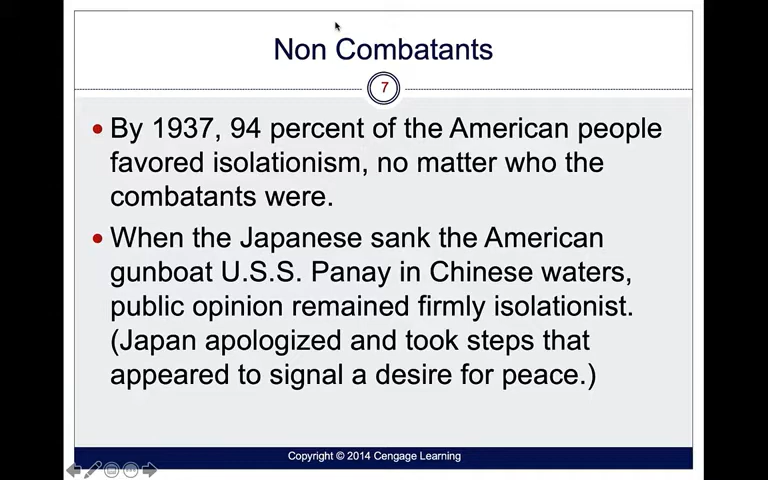 Non Combatants
7
• By 1937, 94 percent of the American people
favored isolationism, no matter who the
combatants were.
• When the Japanese sank the American
gunboat U.S.S. Panay in Chinese waters,
public opinion remained firmly isolationist.
(Japan apologized and took steps that
appeared to signal a desire for peace.)
Copyright © 2014 Cengage Learning